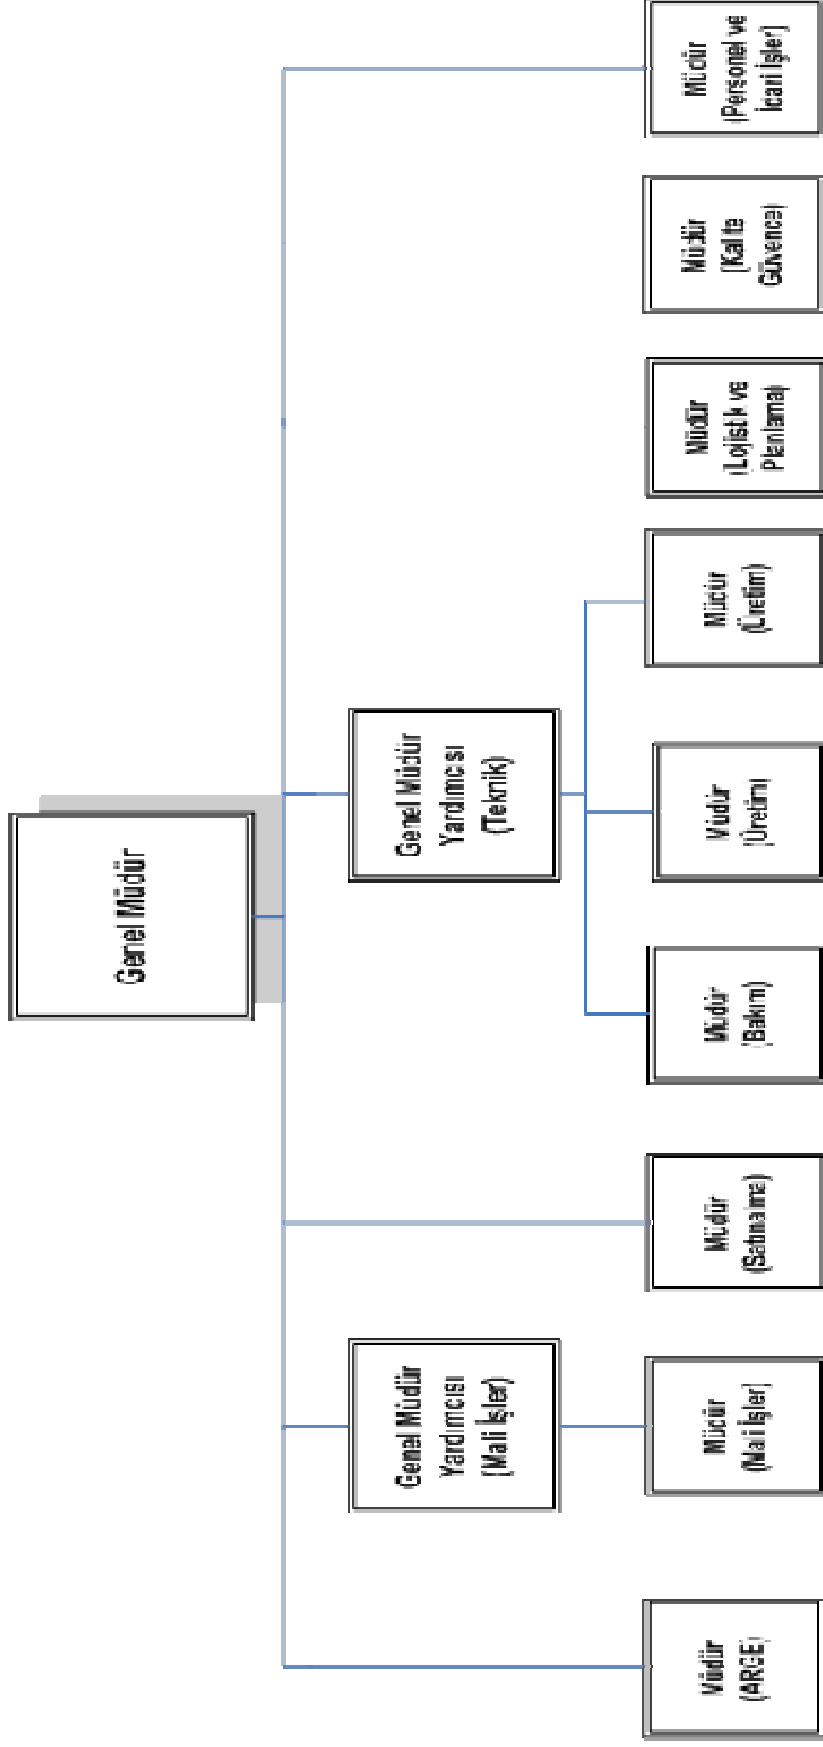 Genel Müdür
Genel Müdür
Yardımcısı
(Mali İşler)
Genel Müdür
Yardımcısı
(Teknik)
Müdür
(ARGE)
Müdür
(Mali İşler)
Müdür
(Satınalma)
Müdür
(Bakım)
Müdür
(Üretim)
Müdür
(Üretim)
Müdür
(Lojistik ve
Planlama)
Müdür
(Kalite
Güvence)
Müdür
(Personel ve
İdari İşler)